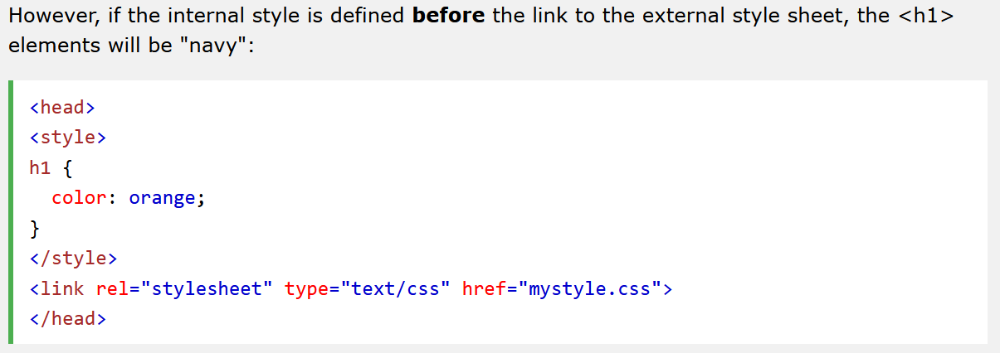 However, if the internal style is defined before the link to the external style sheet, the <h1>
elements will be "navy":
<head>
<style>
h1 {
  color: orange;
}
</style>
<link rel="stylesheet" type="text/css" href="mystyle.css">
</head>